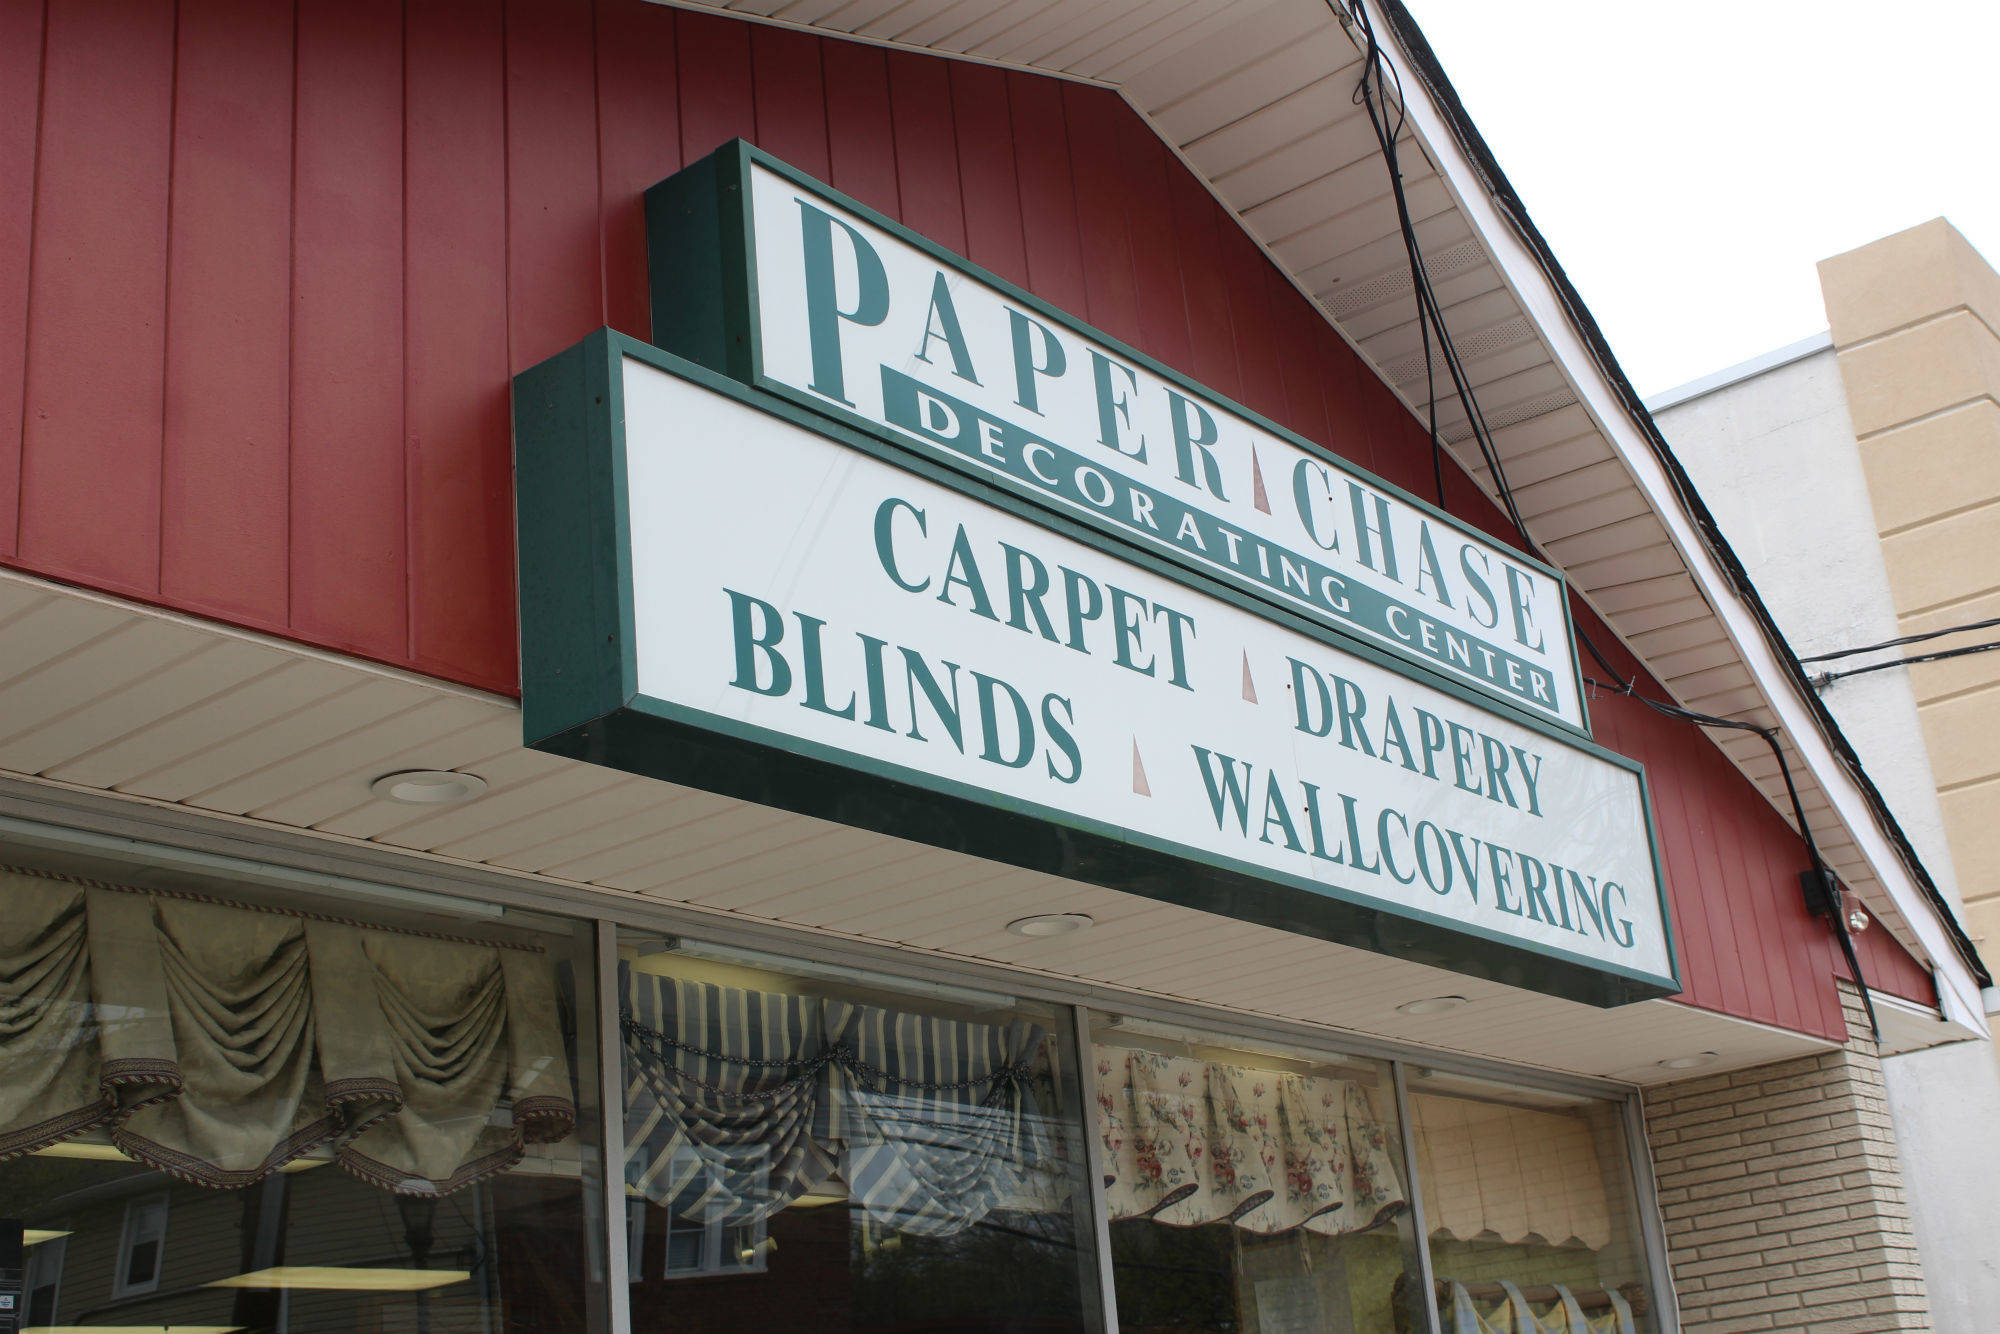 PAPER CHASE
DECORATING CENTER
CARPET DRAPERY
BLINDS WALLCOVERING